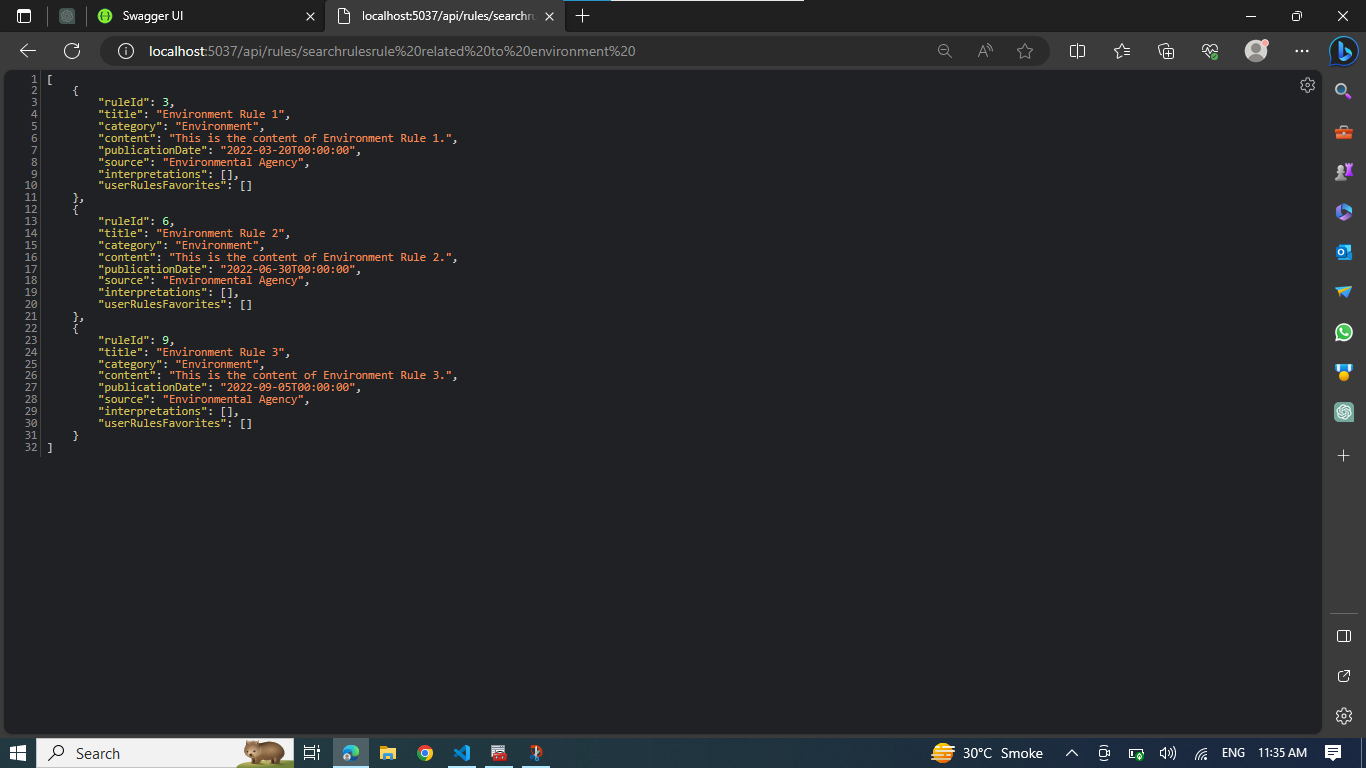 Swagger UI
localhost:5037/api/rules/searchru
localhost:5037/api/rules/searchrulesrule%20related%20to%20environment%20
1 [
2 {
3 "ruleId": 3,
4 "title": "Environment Rule 1",
5 "category": "Environment",
6 "content": "This is the content of Environment Rule 1.",
7 "publicationDate": "2022-03-20T00:00:00",
8 "source": "Environmental Agency",
9 "interpretations": [],
10 "userRulesFavorites": []
11 },
12 {
13 "ruleId": 6,
14 "title": "Environment Rule 2",
15 "category": "Environment",
16 "content": "This is the content of Environment Rule 2.",
17 "publicationDate": "2022-06-30T00:00:00",
18 "source": "Environmental Agency",
19 "interpretations": [],
20 "userRulesFavorites": []
21 },
22 {
23 "ruleId": 9,
24 "title": "Environment Rule 3",
25 "category": "Environment",
26 "content": "This is the content of Environment Rule 3.",
27 "publicationDate": "2022-09-05T00:00:00",
28 "source": "Environmental Agency",
29 "interpretations": [],
30 "userRulesFavorites": []
31 }
32 ]
Search
30°C Smoke
ENG
11:35 AM